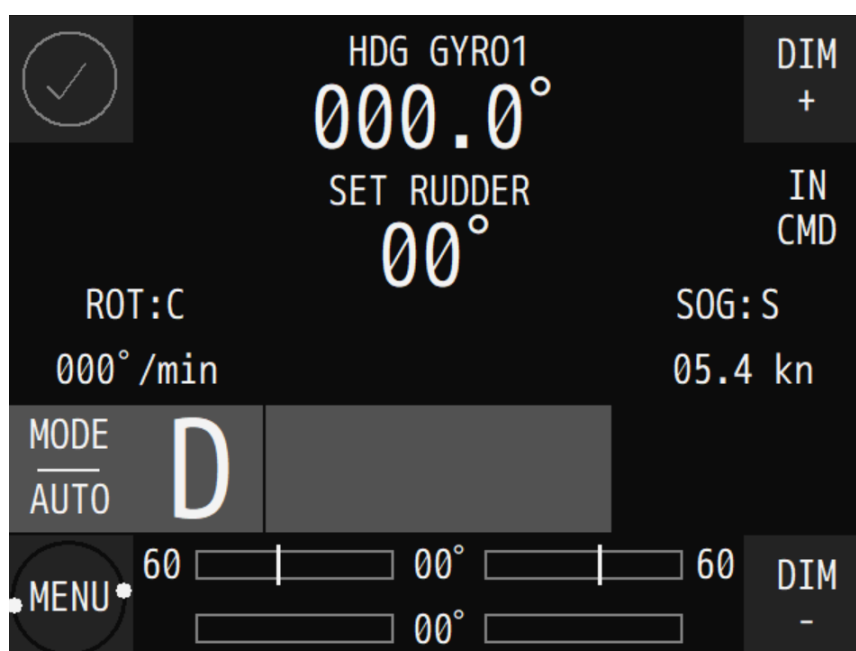 HDG GYRO1
DIM
+
000.0°
SET RUDDER
IN
CMD
00°
ROT:C
SOG:S
000°/min
05.4 kn
MODE
AUTO
D
60 00° 60
MENU
DIM
-
00°